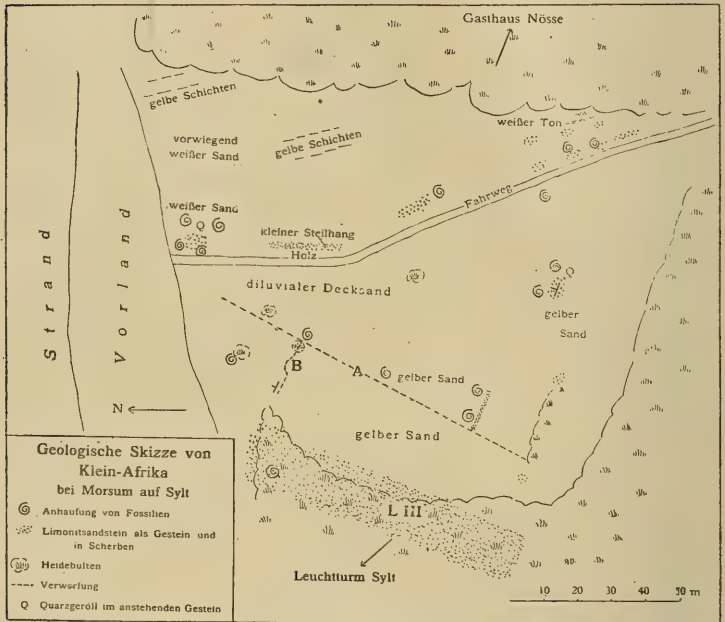 Gasthaus Nösse
gelbe Schichten
weißer Ton
vorwiegend
weißer Sand
gelbe Schichten
Fahrweg
weißer Sand
Q
kleiner Steilhang
Holz
Strand
Vorland
diluvialer Decksand
Q
gelber
Sand
B
A
gelber Sand
N
gelber Sand
L III
Leuchtturm Sylt
Geologische Skizze von
Klein-Afrika
bei Morsum auf Sylt
Anhäufung von Fossilien
Limonitsandstein als Gestein und
in Scherben
Heidebulten
Verwerfung
Q Quarzgeröll im anstehenden Gestein
10 20 30 40 50 m